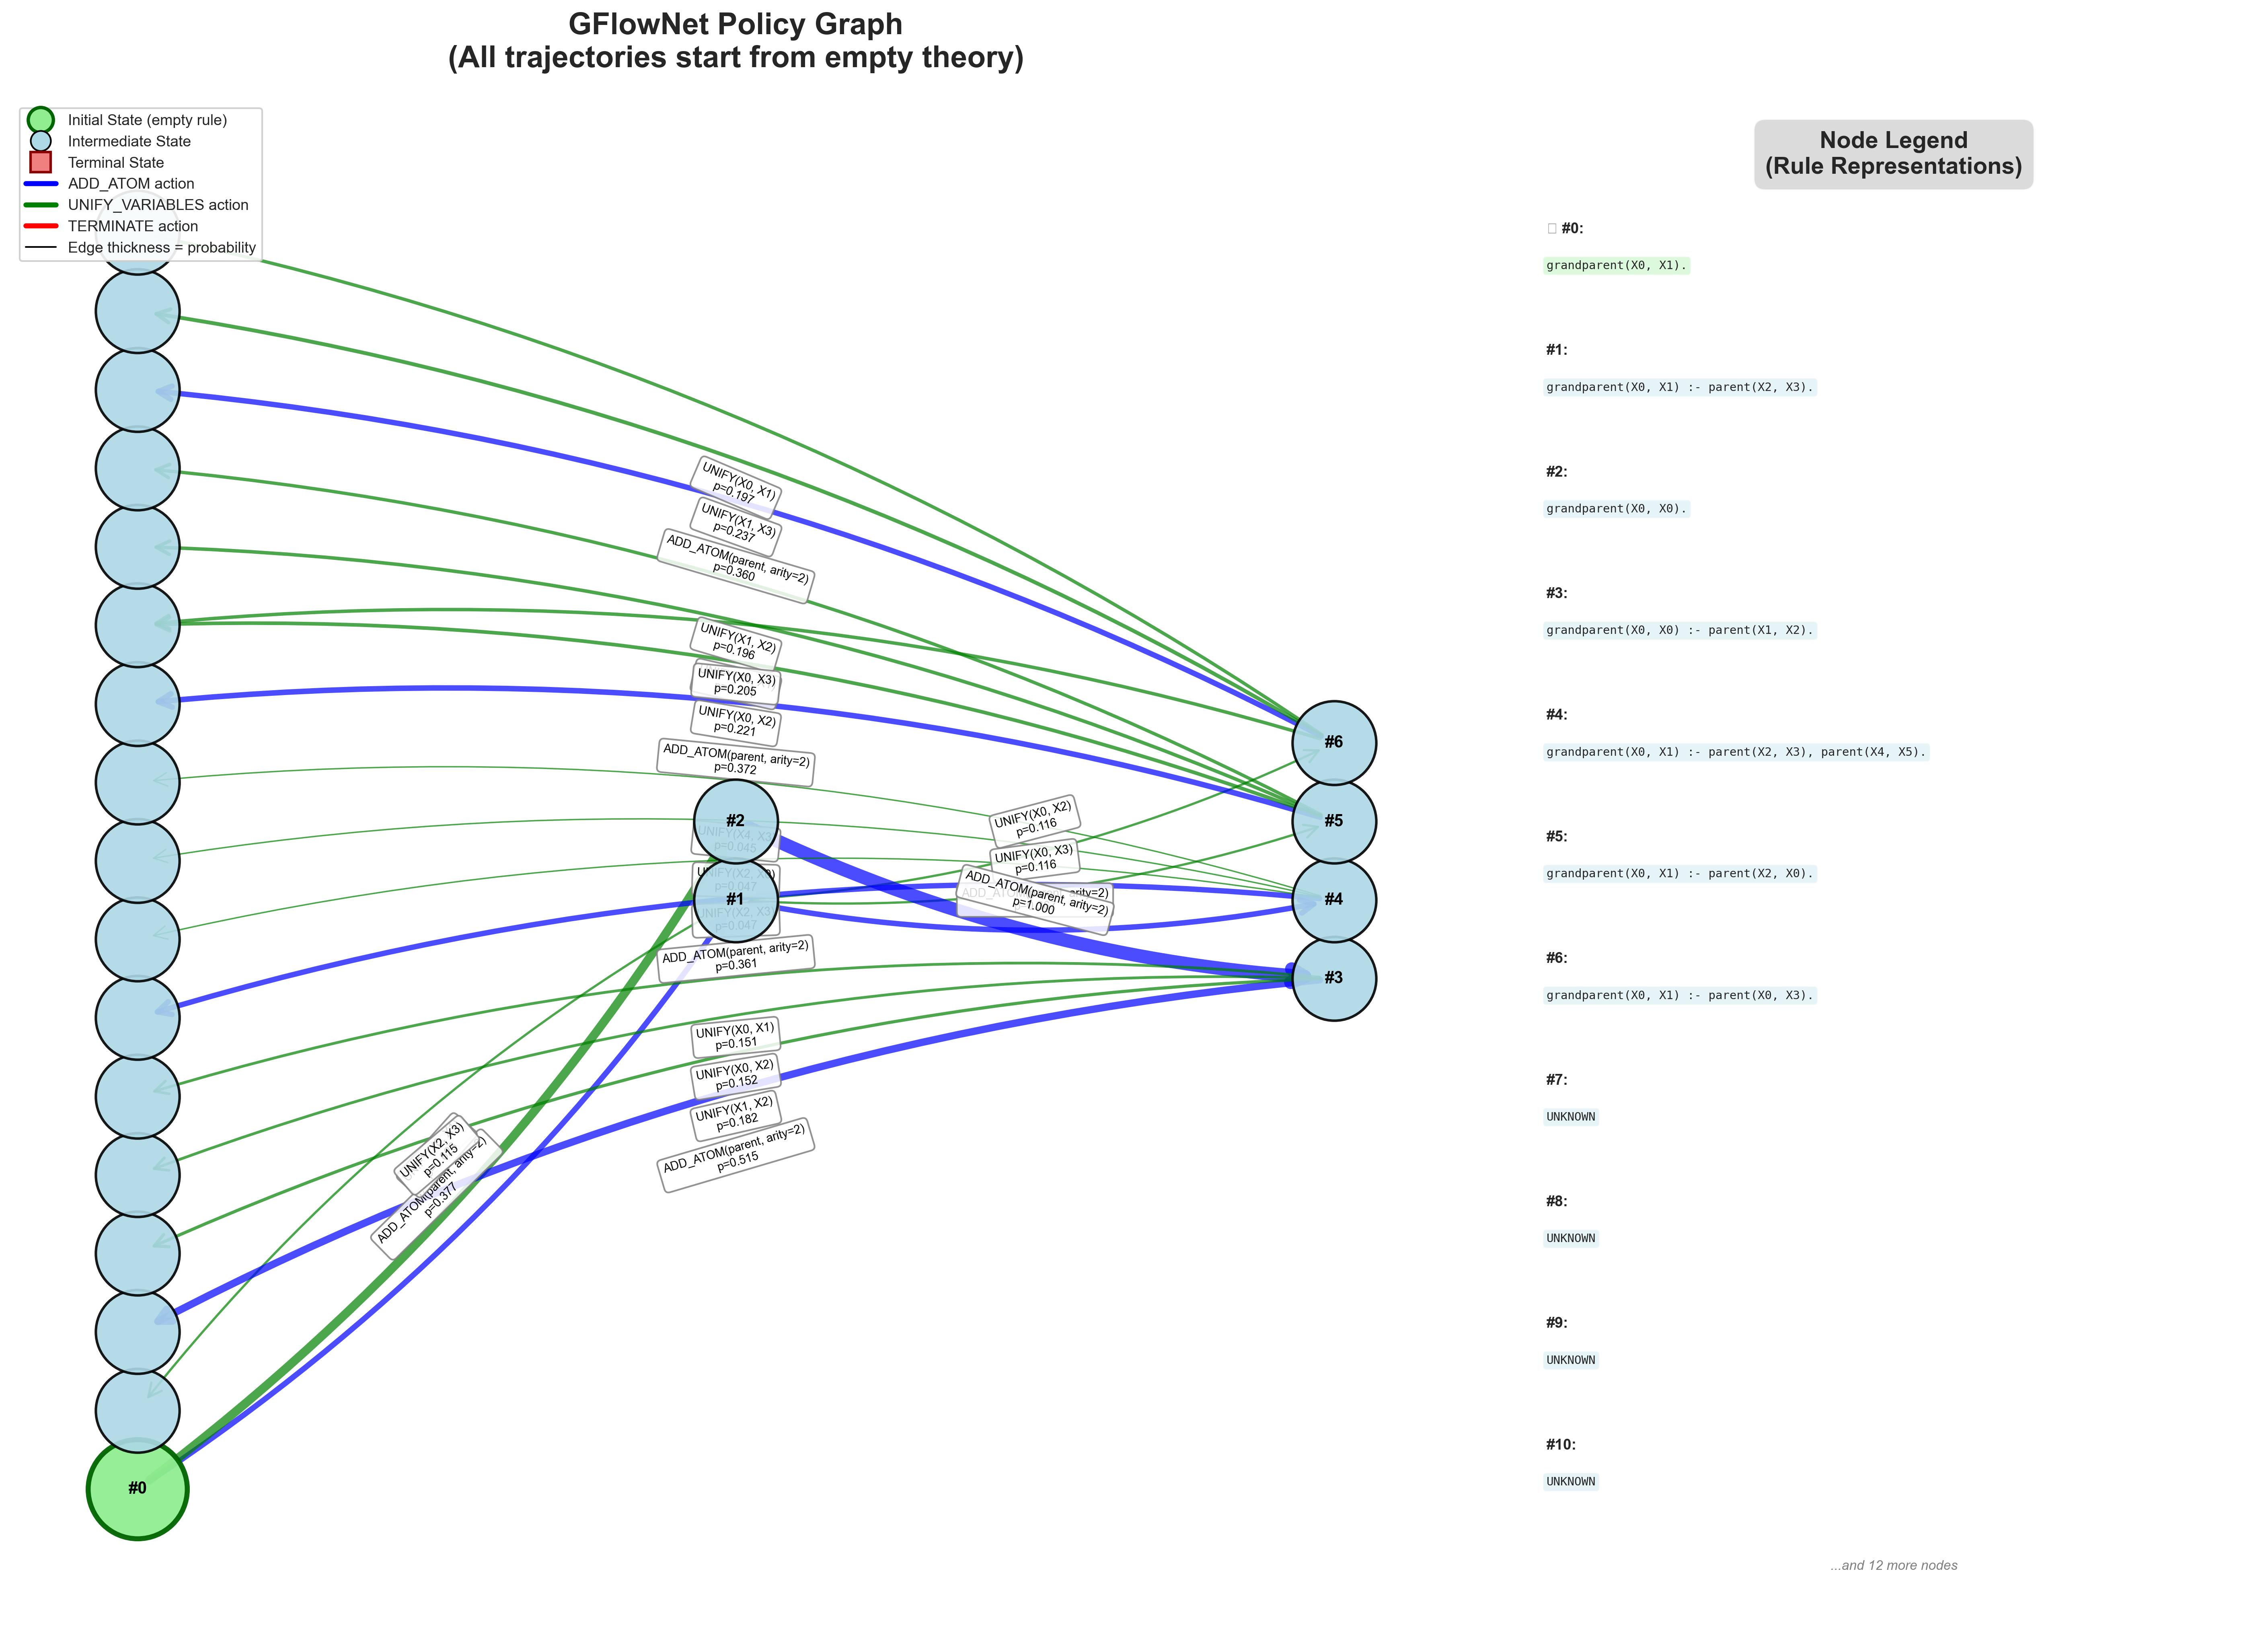 GFlowNet Policy Graph
(All trajectories start from empty theory)
Initial State (empty rule)
Intermediate State
Terminal State
ADD_ATOM action
UNIFY_VARIABLES action
TERMINATE action
Edge thickness = probability
UNIFY(X0, X1)
p=0.197
UNIFY(X1, X3)
p=0.237
ADD_ATOM(parent, arity=2)
p=0.360
UNIFY(X1, X2)
p=0.196
UNIFY(X0, X3)
p=0.205
UNIFY(X0, X2)
p=0.221
ADD_ATOM(parent, arity=2)
p=0.372
#2
UNIFY(X4, X3)
p=0.045
p=0.047
#1
UNIFY(X2, X3)
p=0.047
ADD_ATOM(parent, arity=2)
p=0.361
UNIFY(X0, X1)
p=0.151
UNIFY(X0, X2)
p=0.152
UNIFY(X1, X2)
p=0.182
ADD_ATOM(parent, arity=2)
p=0.515
UNIFY(X2, X3)
p=0.115
ADD_ATOM(parent, arity=2)
p=0.377
#0
UNIFY(X0, X2)
p=0.116
UNIFY(X0, X3)
p=0.116
ADD_ATOM(parent, arity=2)
p=1.000
#6
#5
#4
#3
Node Legend
(Rule Representations)
#0:
grandparent(X0, X1).
#1:
grandparent(X0, X1) :- parent(X2, X3).
#2:
grandparent(X0, X0).
#3:
grandparent(X0, X0) :- parent(X1, X2).
#4:
grandparent(X0, X1) :- parent(X2, X3), parent(X4, X5).
#5:
grandparent(X0, X1) :- parent(X2, X0).
#6:
grandparent(X0, X1) :- parent(X0, X3).
#7:
UNKNOWN
#8:
UNKNOWN
#9:
UNKNOWN
#10:
UNKNOWN
...and 12 more nodes